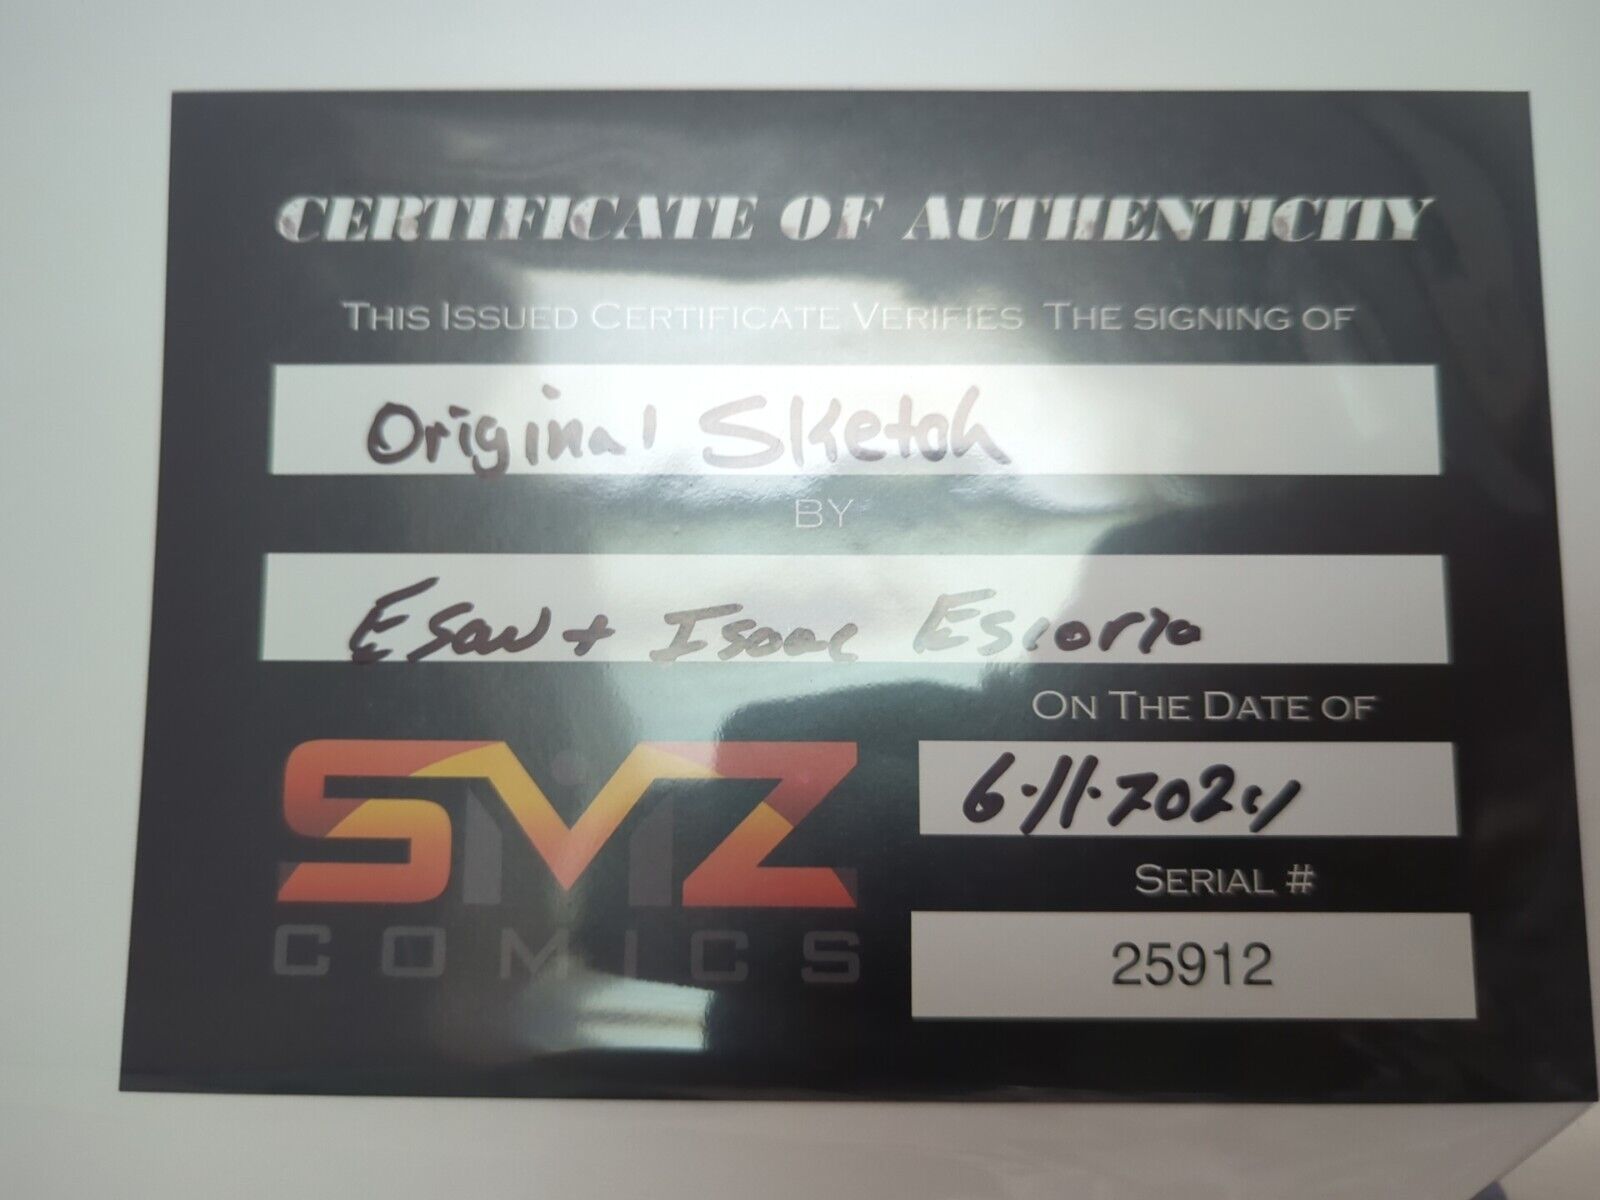 CERTIFICATE OF AUTHENTICITY
THIS ISSUED CERTIFICATE VERIFIES THE SIGNING OF
Original Sketch
BY
Esau + Isaac Escorza
ON THE DATE OF
6·11·2024
SERIAL #
25912
SMZ
COMICS